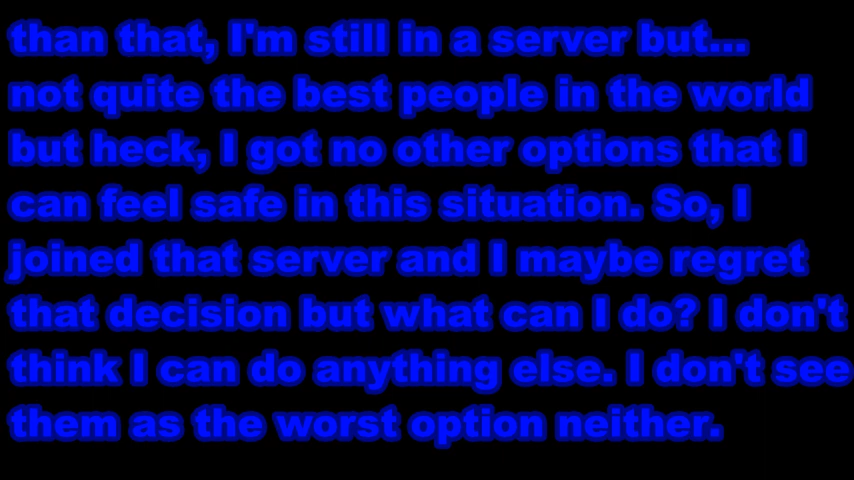 than that, I'm still in a server but...
not quite the best people in the world
but heck, I got no other options that I
can feel safe in this situation. So, I
joined that server and I maybe regret
that decision but what can I do? I don't
think I can do anything else. I don't see
them as the worst option neither.